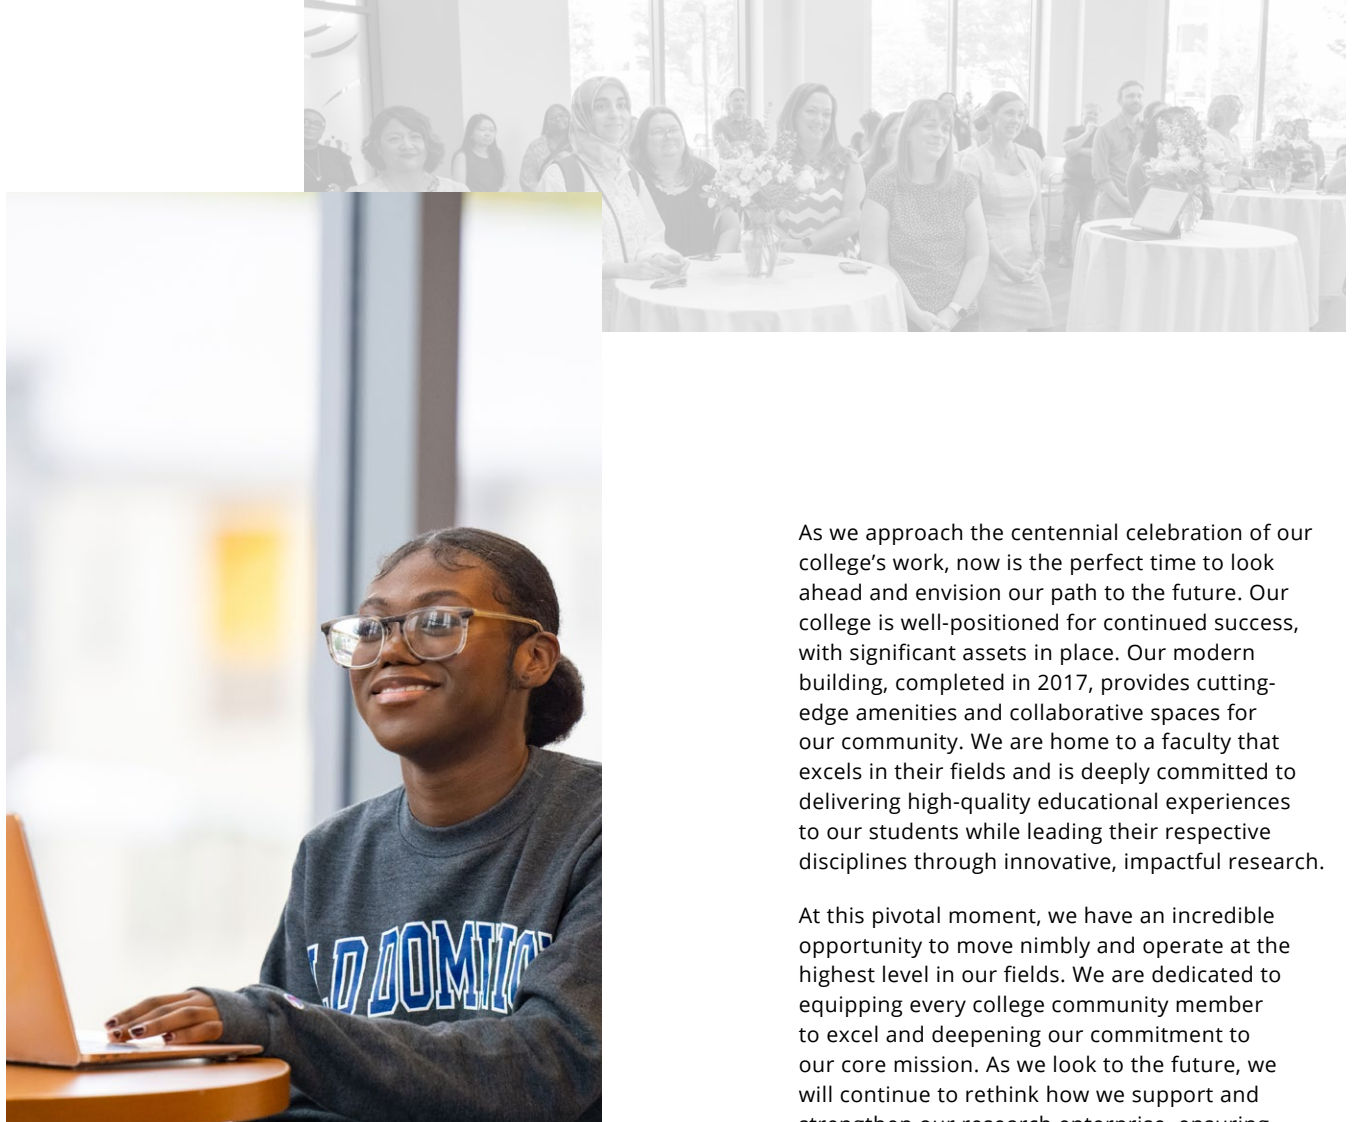 LD DOMINION
As we approach the centennial celebration of our
college’s work, now is the perfect time to look
ahead and envision our path to the future. Our
college is well-positioned for continued success,
with significant assets in place. Our modern
building, completed in 2017, provides cutting-
edge amenities and collaborative spaces for
our community. We are home to a faculty that
excels in their fields and is deeply committed to
delivering high-quality educational experiences
to our students while leading their respective
disciplines through innovative, impactful research.
At this pivotal moment, we have an incredible
opportunity to move nimbly and operate at the
highest level in our fields. We are dedicated to
equipping every college community member
to excel and deepening our commitment to
our core mission. As we look to the future, we
will continue to rethink how we support and
strengthen our research enterprise, ensuring